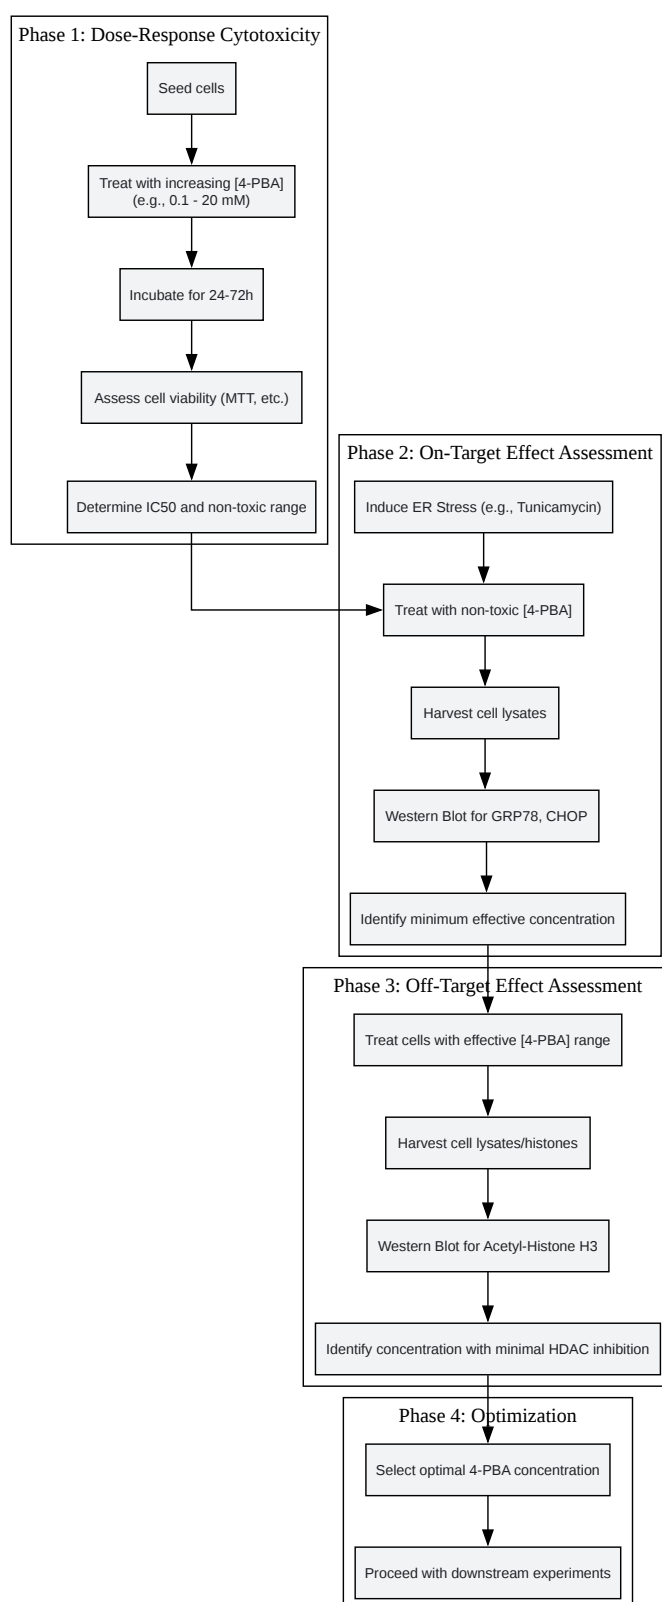 Phase 1: Dose-Response Cytotoxicity
Seed cells
Treat with increasing [4-PBA]
(e.g., 0.1 - 20 mM)
Incubate for 24-72h
Assess cell viability (MTT, etc.)
Determine IC50 and non-toxic range
Phase 2: On-Target Effect Assessment
Induce ER Stress (e.g., Tunicamycin)
Treat with non-toxic [4-PBA]
Harvest cell lysates
Western Blot for GRP78, CHOP
Identify minimum effective concentration
Phase 3: Off-Target Effect Assessment
Treat cells with effective [4-PBA] range
Harvest cell lysates/histones
Western Blot for Acetyl-Histone H3
Identify concentration with minimal HDAC inhibition
Phase 4: Optimization
Select optimal 4-PBA concentration
Proceed with downstream experiments